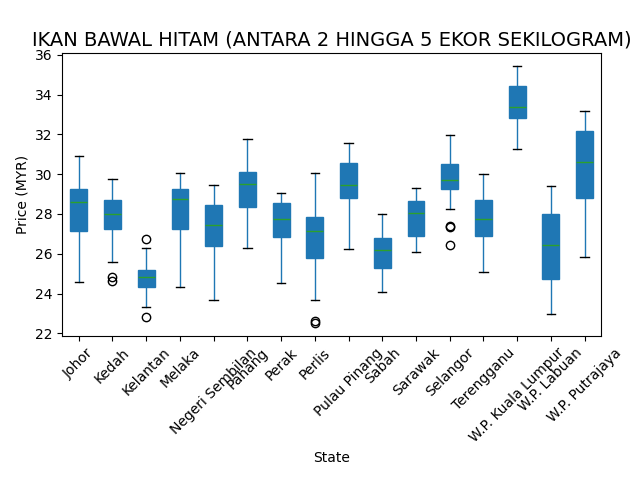 IKAN BAWAL HITAM (ANTARA 2 HINGGA 5 EKOR SEKILOGRAM)
Price (MYR)
36
34
32
30
28
26
24
22
Johor
Kedah
Kelantan
Melaka
Negeri Sembilan
Pahang
Perak
Perlis
Pulau Pinang
Sabah
Sarawak
Selangor
Terengganu
W.P. Kuala Lumpur
W.P. Labuan
W.P. Putrajaya
State